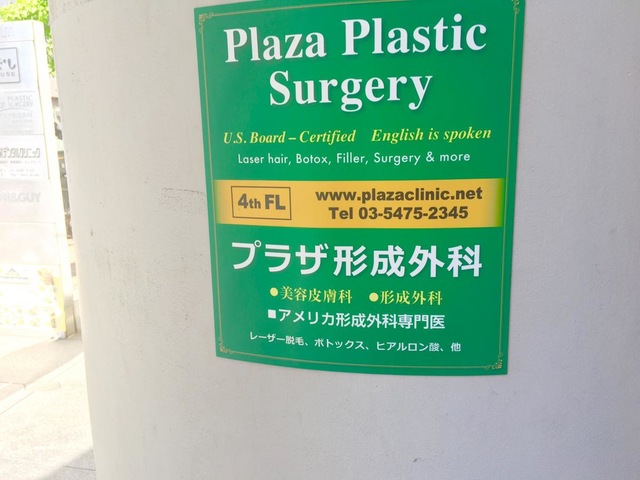 Plaza Plastic
Surgery
U.S. Board – Certified English is spoken
Laser hair, Botox, Filler, Surgery & more
4th FL
www.plazaclinic.net
Tel 03-5475-2345
プラザ形成外科
●美容皮膚科 ●形成外科
■アメリカ形成外科専門医
レーザー脱毛、ボトックス、ヒアルロン酸、他